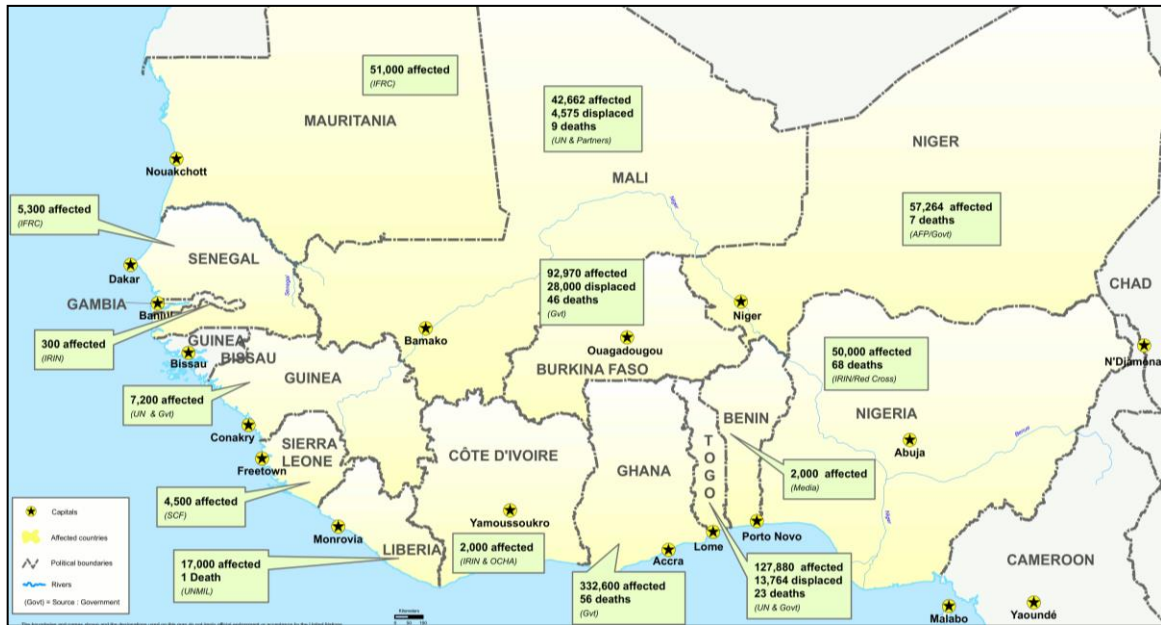 51,000 affected
(IFRC)
MAURITANIA
Nouakchott
42,662 affected
4,575 displaced
9 deaths
(UN & Partners)
MALI
Niger
NIGER
57,264 affected
7 deaths
(AFP/Govt)
5,300 affected
(IFRC)
SENEGAL
Senegal
Dakar
GAMBIA
Banjul
300 affected
(IRIN)
92,970 affected
28,000 displaced
46 deaths
(Gvt)
Niger
CHAD
N'Djamena
GUINEA
BISSAU
Bissau
Bamako
Ouagadougou
BURKINA FASO
50,000 affected
68 deaths
(IRIN/Red Cross)
NIGERIA
Abuja
Benue
Niger
GUINEA
7,200 affected
(UN & Gvt)
Conakry
SIERRA
LEONE
Freetown
4,500 affected
(SCF)
CÔTE D'IVOIRE
Yamoussoukro
GHANA
TOGO
BENIN
2,000 affected
(Media)
Monrovia
LIBERIA
17,000 affected
1 Death
(UNMIL)
2,000 affected
(IRIN & OCHA)
Accra
Lome
Porto Novo
332,600 affected
56 deaths
(Gvt)
127,880 affected
13,764 displaced
23 deaths
(UN & Govt)
CAMEROON
Malabo
Yaoundé
Capitals
Affected countries
Political boundaries
Rivers
(Govt) = Source : Government
Kilometers